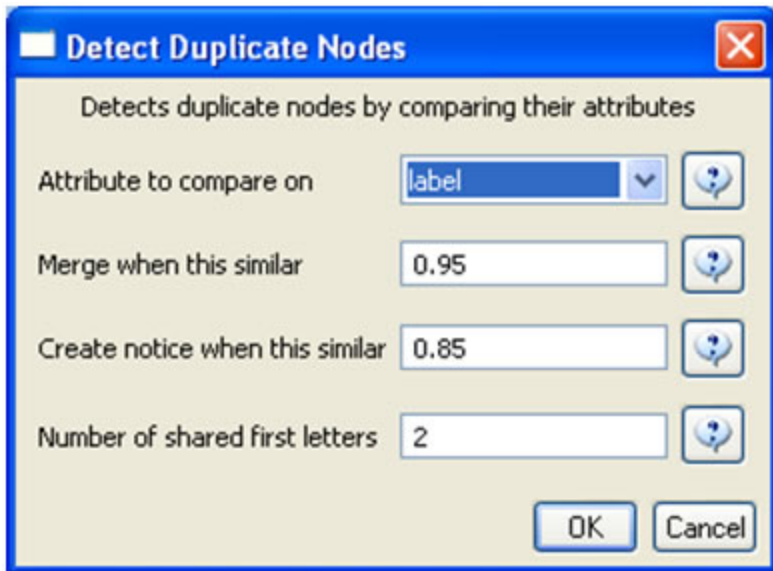 Detect Duplicate Nodes
Detects duplicate nodes by comparing their attributes
Attribute to compare on label
Merge when this similar 0.95
Create notice when this similar 0.85
Number of shared first letters 2
OK Cancel